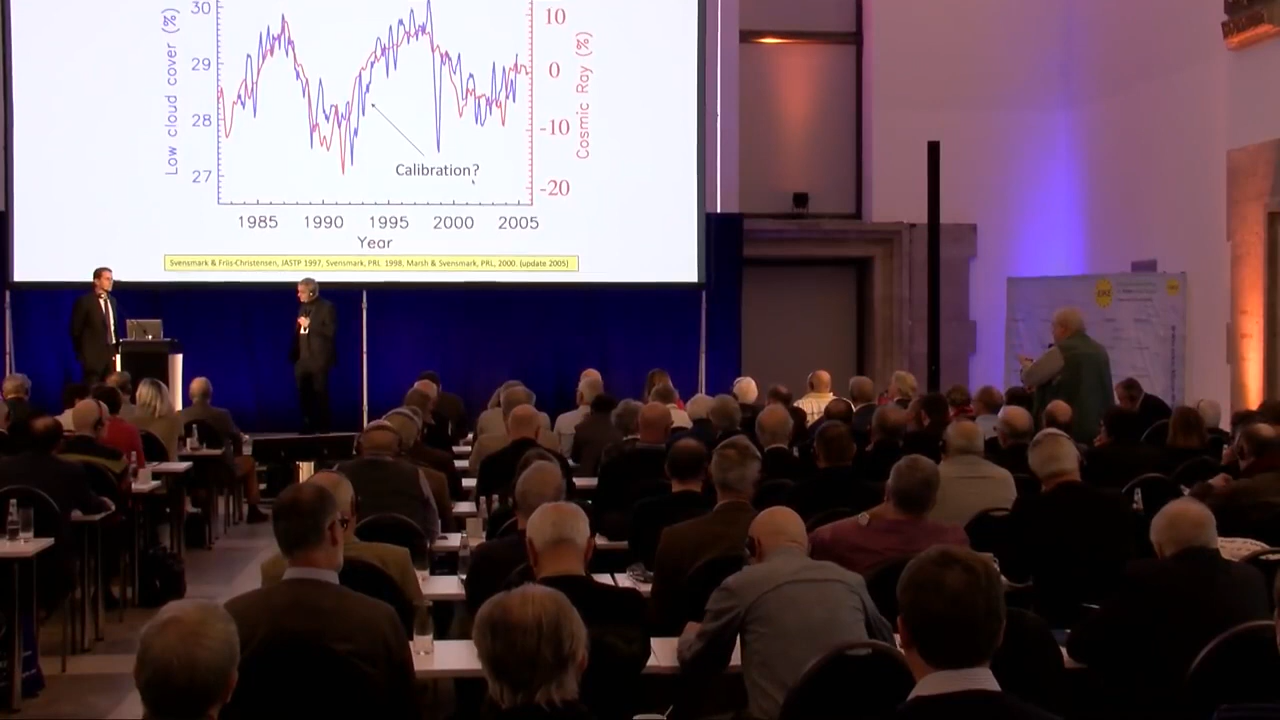 Low cloud cover (%)
30
29
28
27
10
0
-10
-20
Cosmic Ray (%)
Calibration?
1985 1990 1995 2000 2005
Year
Svensmark & Friis-Christensen, JASTP 1997, Svensmark, PRL 1998, Marsh & Svensmark, PRL, 2000. (update 2005)